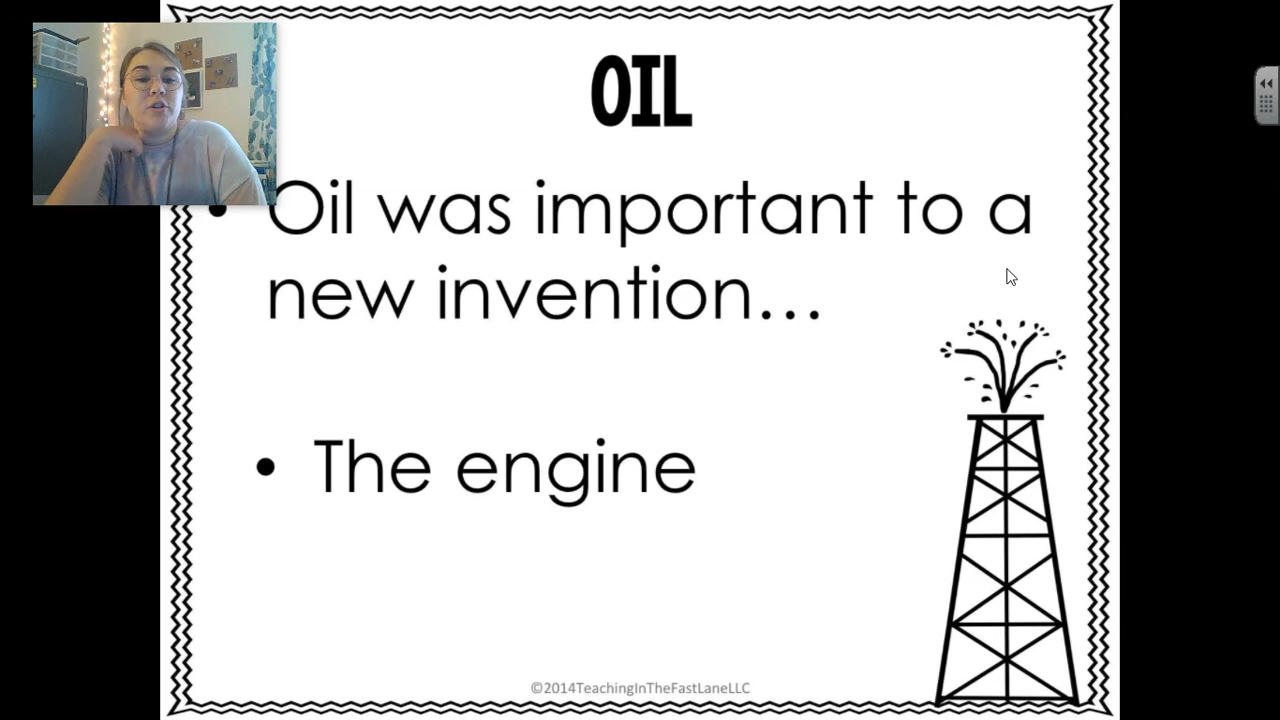 OIL
• Oil was important to a
new invention...
• The engine
©2014TeachingInTheFastLaneLLC